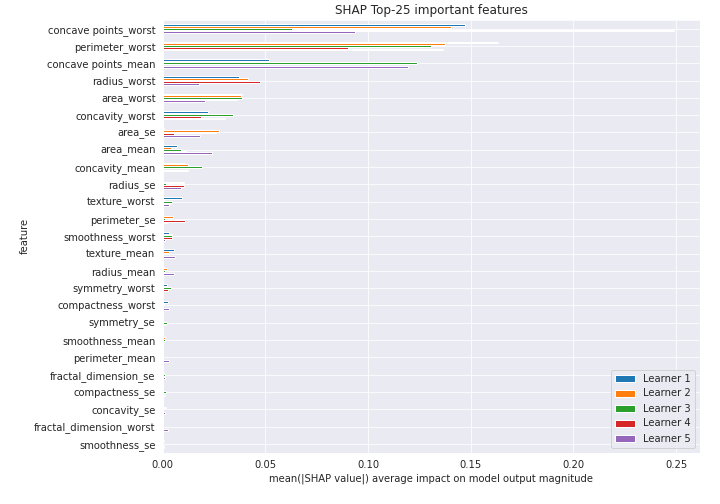 SHAP Top-25 important features
concave points_worst
perimeter_worst
concave points_mean
radius_worst
area_worst
concavity_worst
area_se
area_mean
concavity_mean
radius_se
texture_worst
perimeter_se
smoothness_worst
texture_mean
radius_mean
symmetry_worst
compactness_worst
symmetry_se
smoothness_mean
perimeter_mean
fractal_dimension_se
compactness_se
concavity_se
fractal_dimension_worst
smoothness_se
feature
Learner 1
Learner 2
Learner 3
Learner 4
Learner 5
0.00 0.05 0.10 0.15 0.20 0.25
mean(|SHAP value|) average impact on model output magnitude